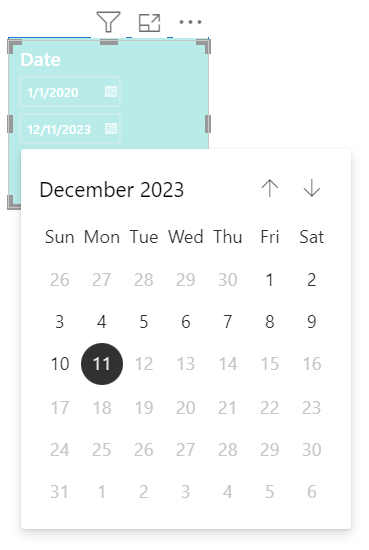 Date
1/1/2020
12/11/2023
December 2023
Sun Mon Tue Wed Thu Fri Sat
26 27 28 29 30 1 2
3 4 5 6 7 8 9
10 11 12 13 14 15 16
17 18 19 20 21 22 23
24 25 26 27 28 29 30
31 1 2 3 4 5 6